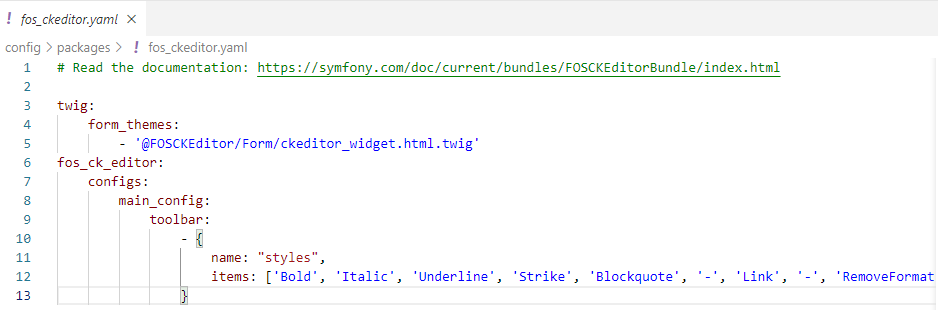 ! fos_ckeditor.yaml ×
config > packages > ! fos_ckeditor.yaml
1 # Read the documentation: https://symfony.com/doc/current/bundles/FOSCKEditorBundle/index.html
2
3 twig:
4     form_themes:
5         - '@FOSCKEditor/Form/ckeditor_widget.html.twig'
6 fos_ck_editor:
7     configs:
8         main_config:
9             toolbar:
10                 - {
11                     name: "styles",
12                     items: ['Bold', 'Italic', 'Underline', 'Strike', 'Blockquote', '-', 'Link', '-', 'RemoveFormat
13                 }